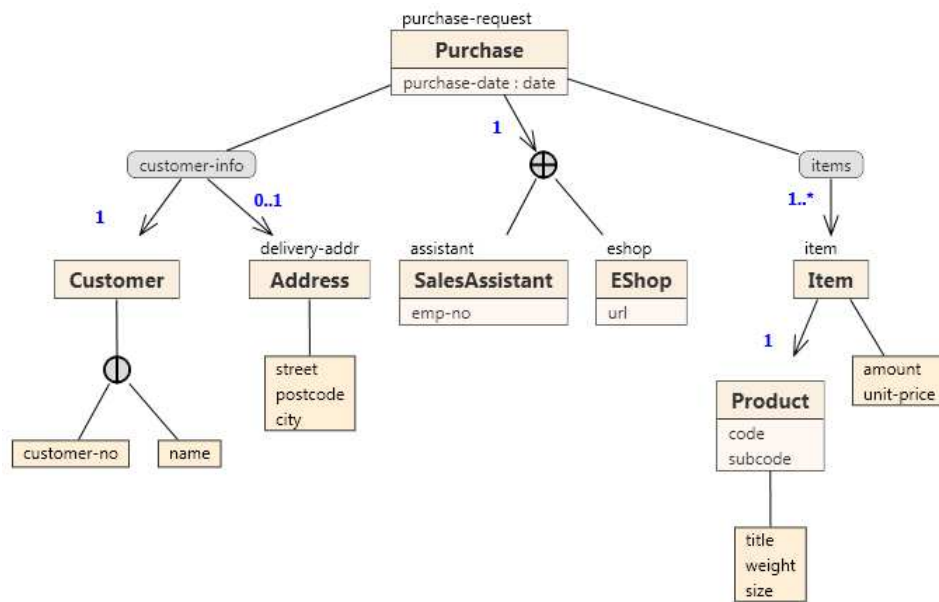 purchase-request
Purchase
purchase-date : date
1
customer-info
items
1
0..1
1..*
delivery-addr
assistant
eshop
item
Customer
Address
SalesAssistant
EShop
Item
emp-no
url
1
street
postcode
city
amount
unit-price
Product
code
subcode
customer-no
name
title
weight
size